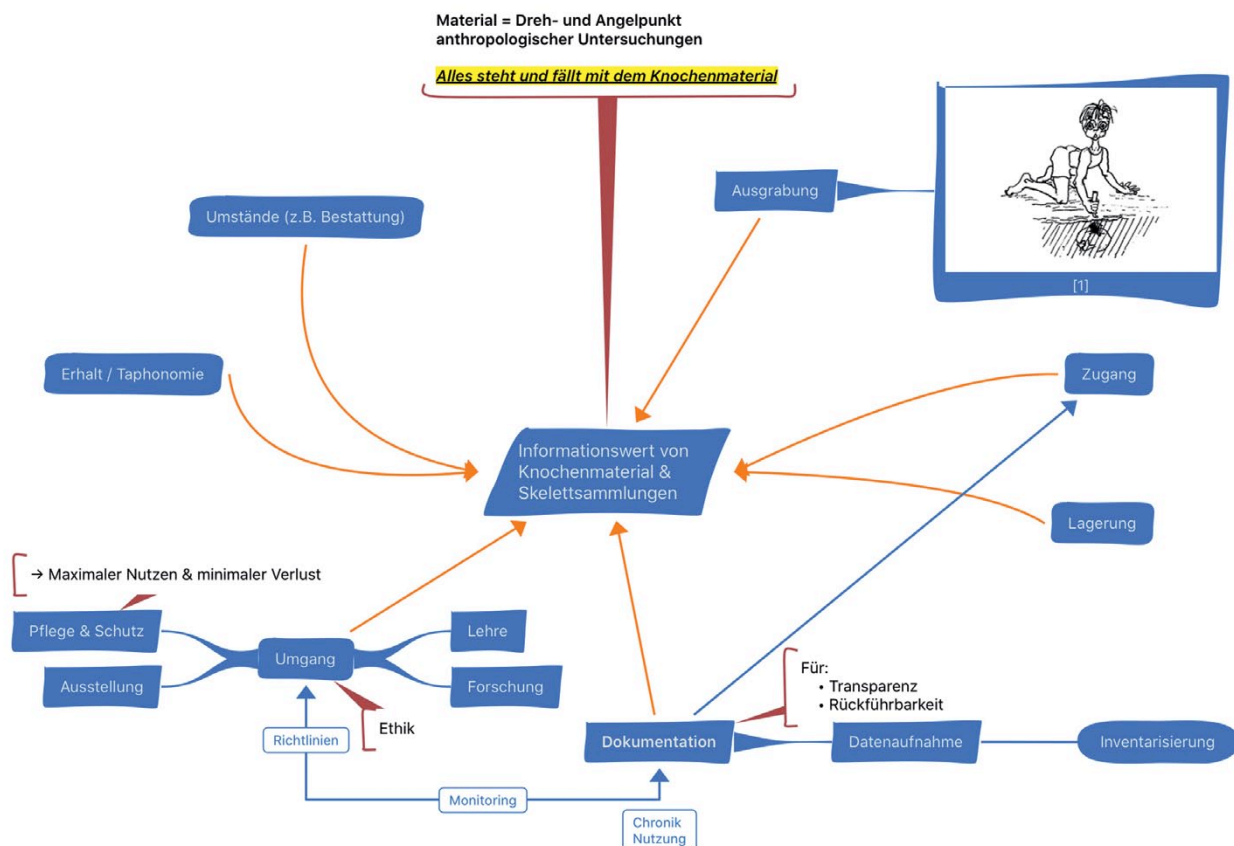 Material = Dreh- und Angelpunkt
anthropologischer Untersuchungen
Alles steht und fällt mit dem Knochenmaterial
Ausgrabung
[1]
Umstände (z.B. Bestattung)
Erhalt / Taphonomie
Zugang
Informationswert von
Knochenmaterial &
Skelettsammlungen
Lagerung
→ Maximaler Nutzen & minimaler Verlust
Pflege & Schutz
Lehre
Umgang
Ausstellung
Forschung
Für:
• Transparenz
• Rückführbarkeit
Ethik
Richtlinien
Dokumentation
Datenaufnahme
Inventarisierung
Monitoring
Chronik
Nutzung